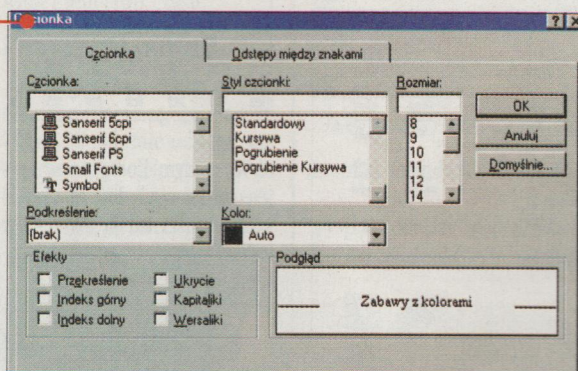 Czcionka
Czcionka
Odstępy między znakami
Czcionka:
Styl czcionki:
Rozmiar:
Sanserif 5cpi
Sanserif 6cpi
Sanserif PS
Small Fonts
Symbol
Standardowy
Kursywa
Pogrubienie
Pogrubienie Kursywa
8
9
10
11
12
14
OK
Anuluj
Domyślnie...
Podkreślenie:
Kolor:
(brak)
Auto
Efekty
Przekreślenie
Ukrycie
Indeks górny
Kapitaliki
Indeks dolny
Wersaliki
Podgląd
Zabawy z kolorami